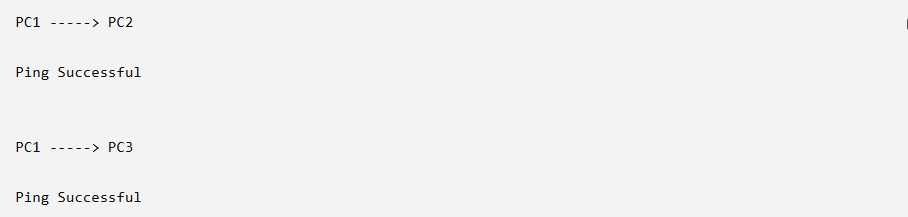 PC1 -----> PC2
Ping Successful
PC1 -----> PC3
Ping Successful